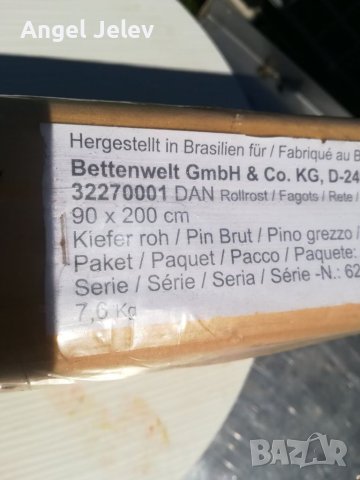 Angel Jelev
Hergestellt in Brasilien für / Fabriqué au B
Bettenwelt GmbH & Co. KG, D-24
32270001 DAN Rollrost / Fagots / Rete /
90 x 200 cm
Kiefer roh / Pin Brut / Pino grezzo /
Paket / Paquet / Pacco / Paquete:
Serie / Série / Seria / Série -N.: 62
7,6 Kg
BAZAR